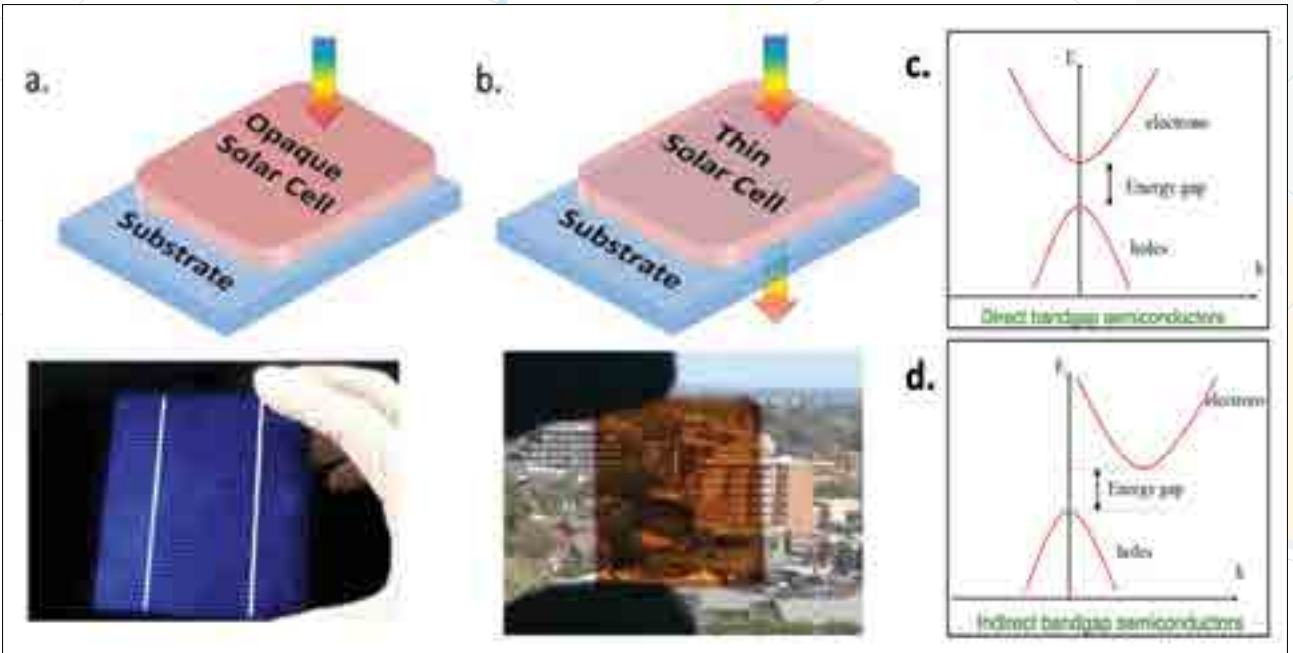 a.
Opaque
Solar Cell
Substrate
b.
Thin
Solar Cell
Substrate
c.
E
electrons
Energy gap
holes
k
Direct bandgap semiconductors
d.
E
electrons
Energy gap
holes
k
Indirect bandgap semiconductors